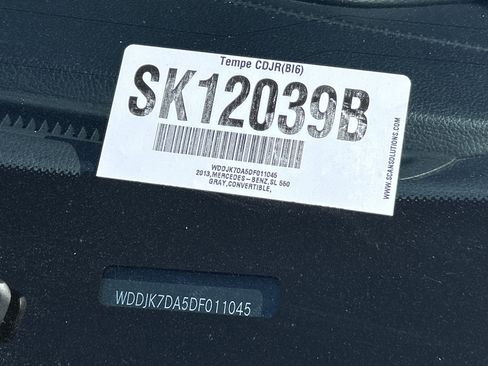 Tempe CDJR(BI6)
SK12039B
WDDJK7DA5DF011045
2013,MERCEDES-BENZ,SL 550
GRAY,CONVERTIBLE,
WWW.SCANSOLUTIONS.COM
WDDJK7DA5DF011045